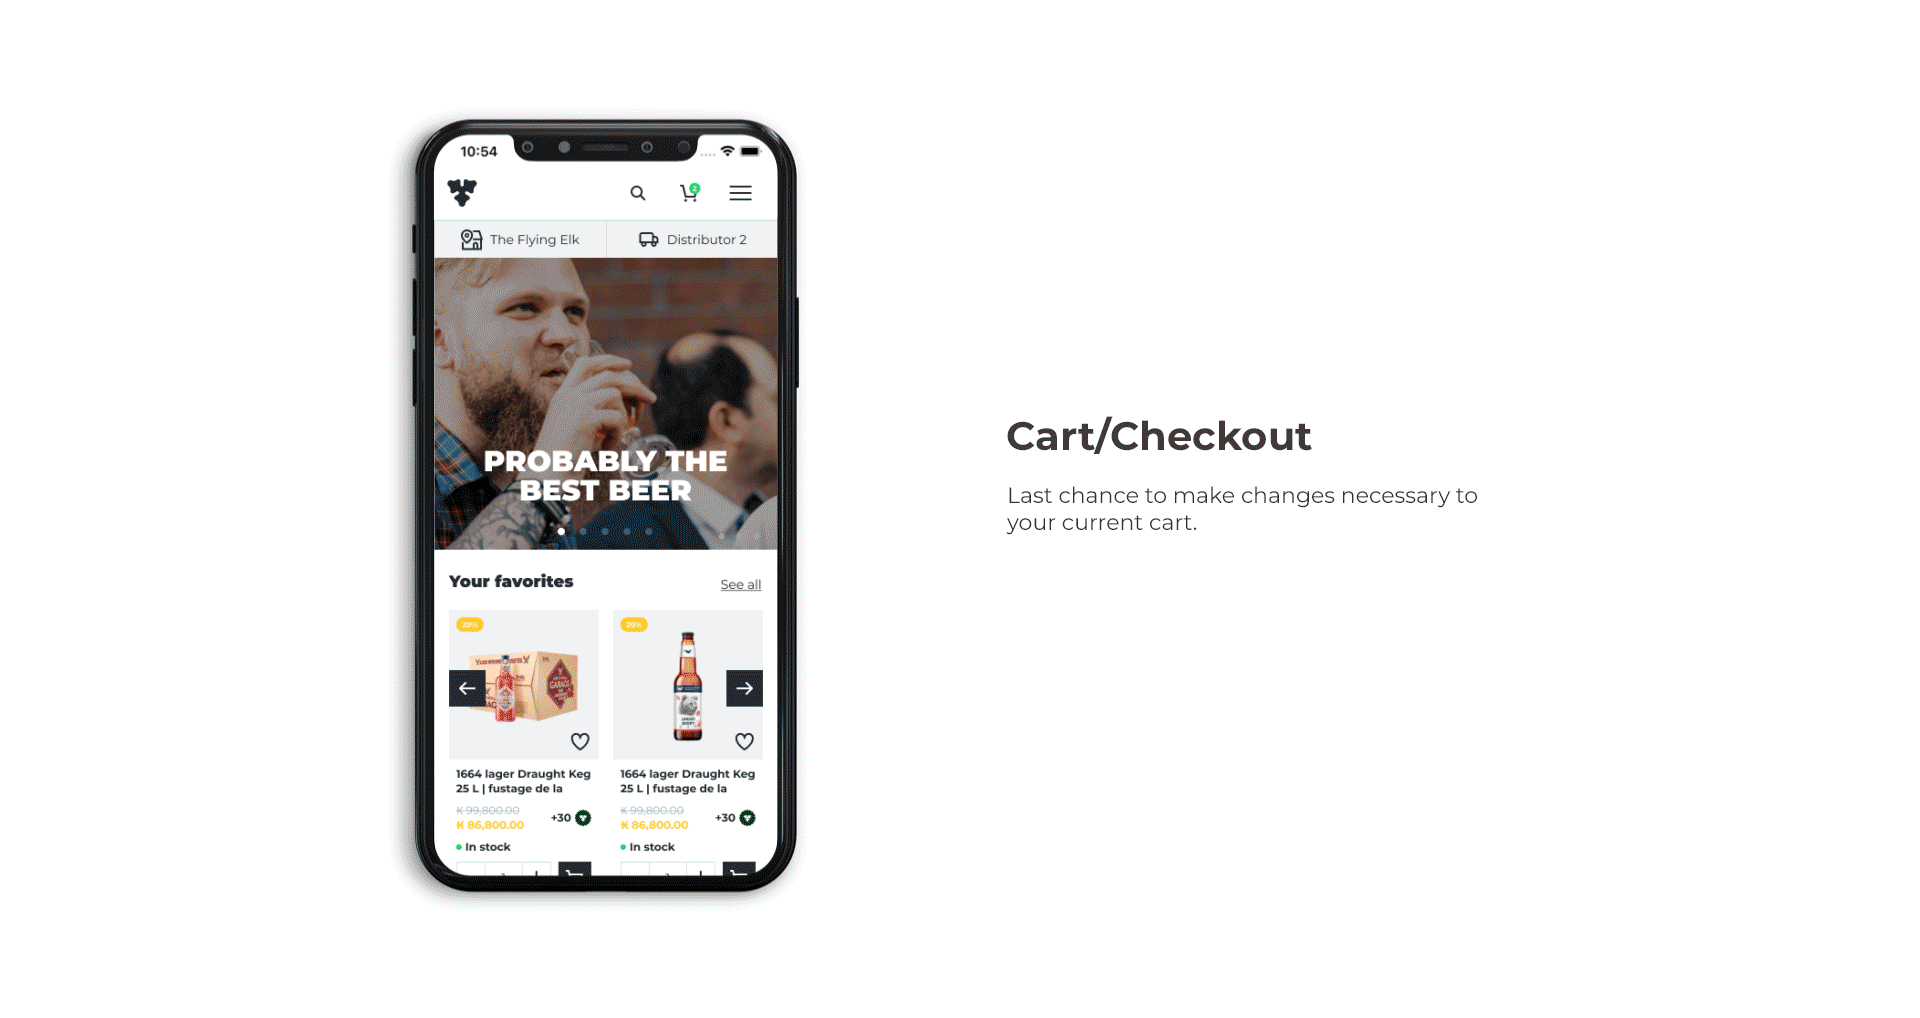 10:54
2
The Flying Elk
Distributor 2
PROBABLY THE
BEST BEER
Your favorites
See all
20%
20%
GARAGE
1664 lager Draught Keg
25 L | fustage de la
₭ 99,800.00
₭ 86,800.00
+30
In stock
1664 lager Draught Keg
25 L | fustage de la
₭ 99,800.00
₭ 86,800.00
+30
In stock
Cart/Checkout
Last chance to make changes necessary to
your current cart.